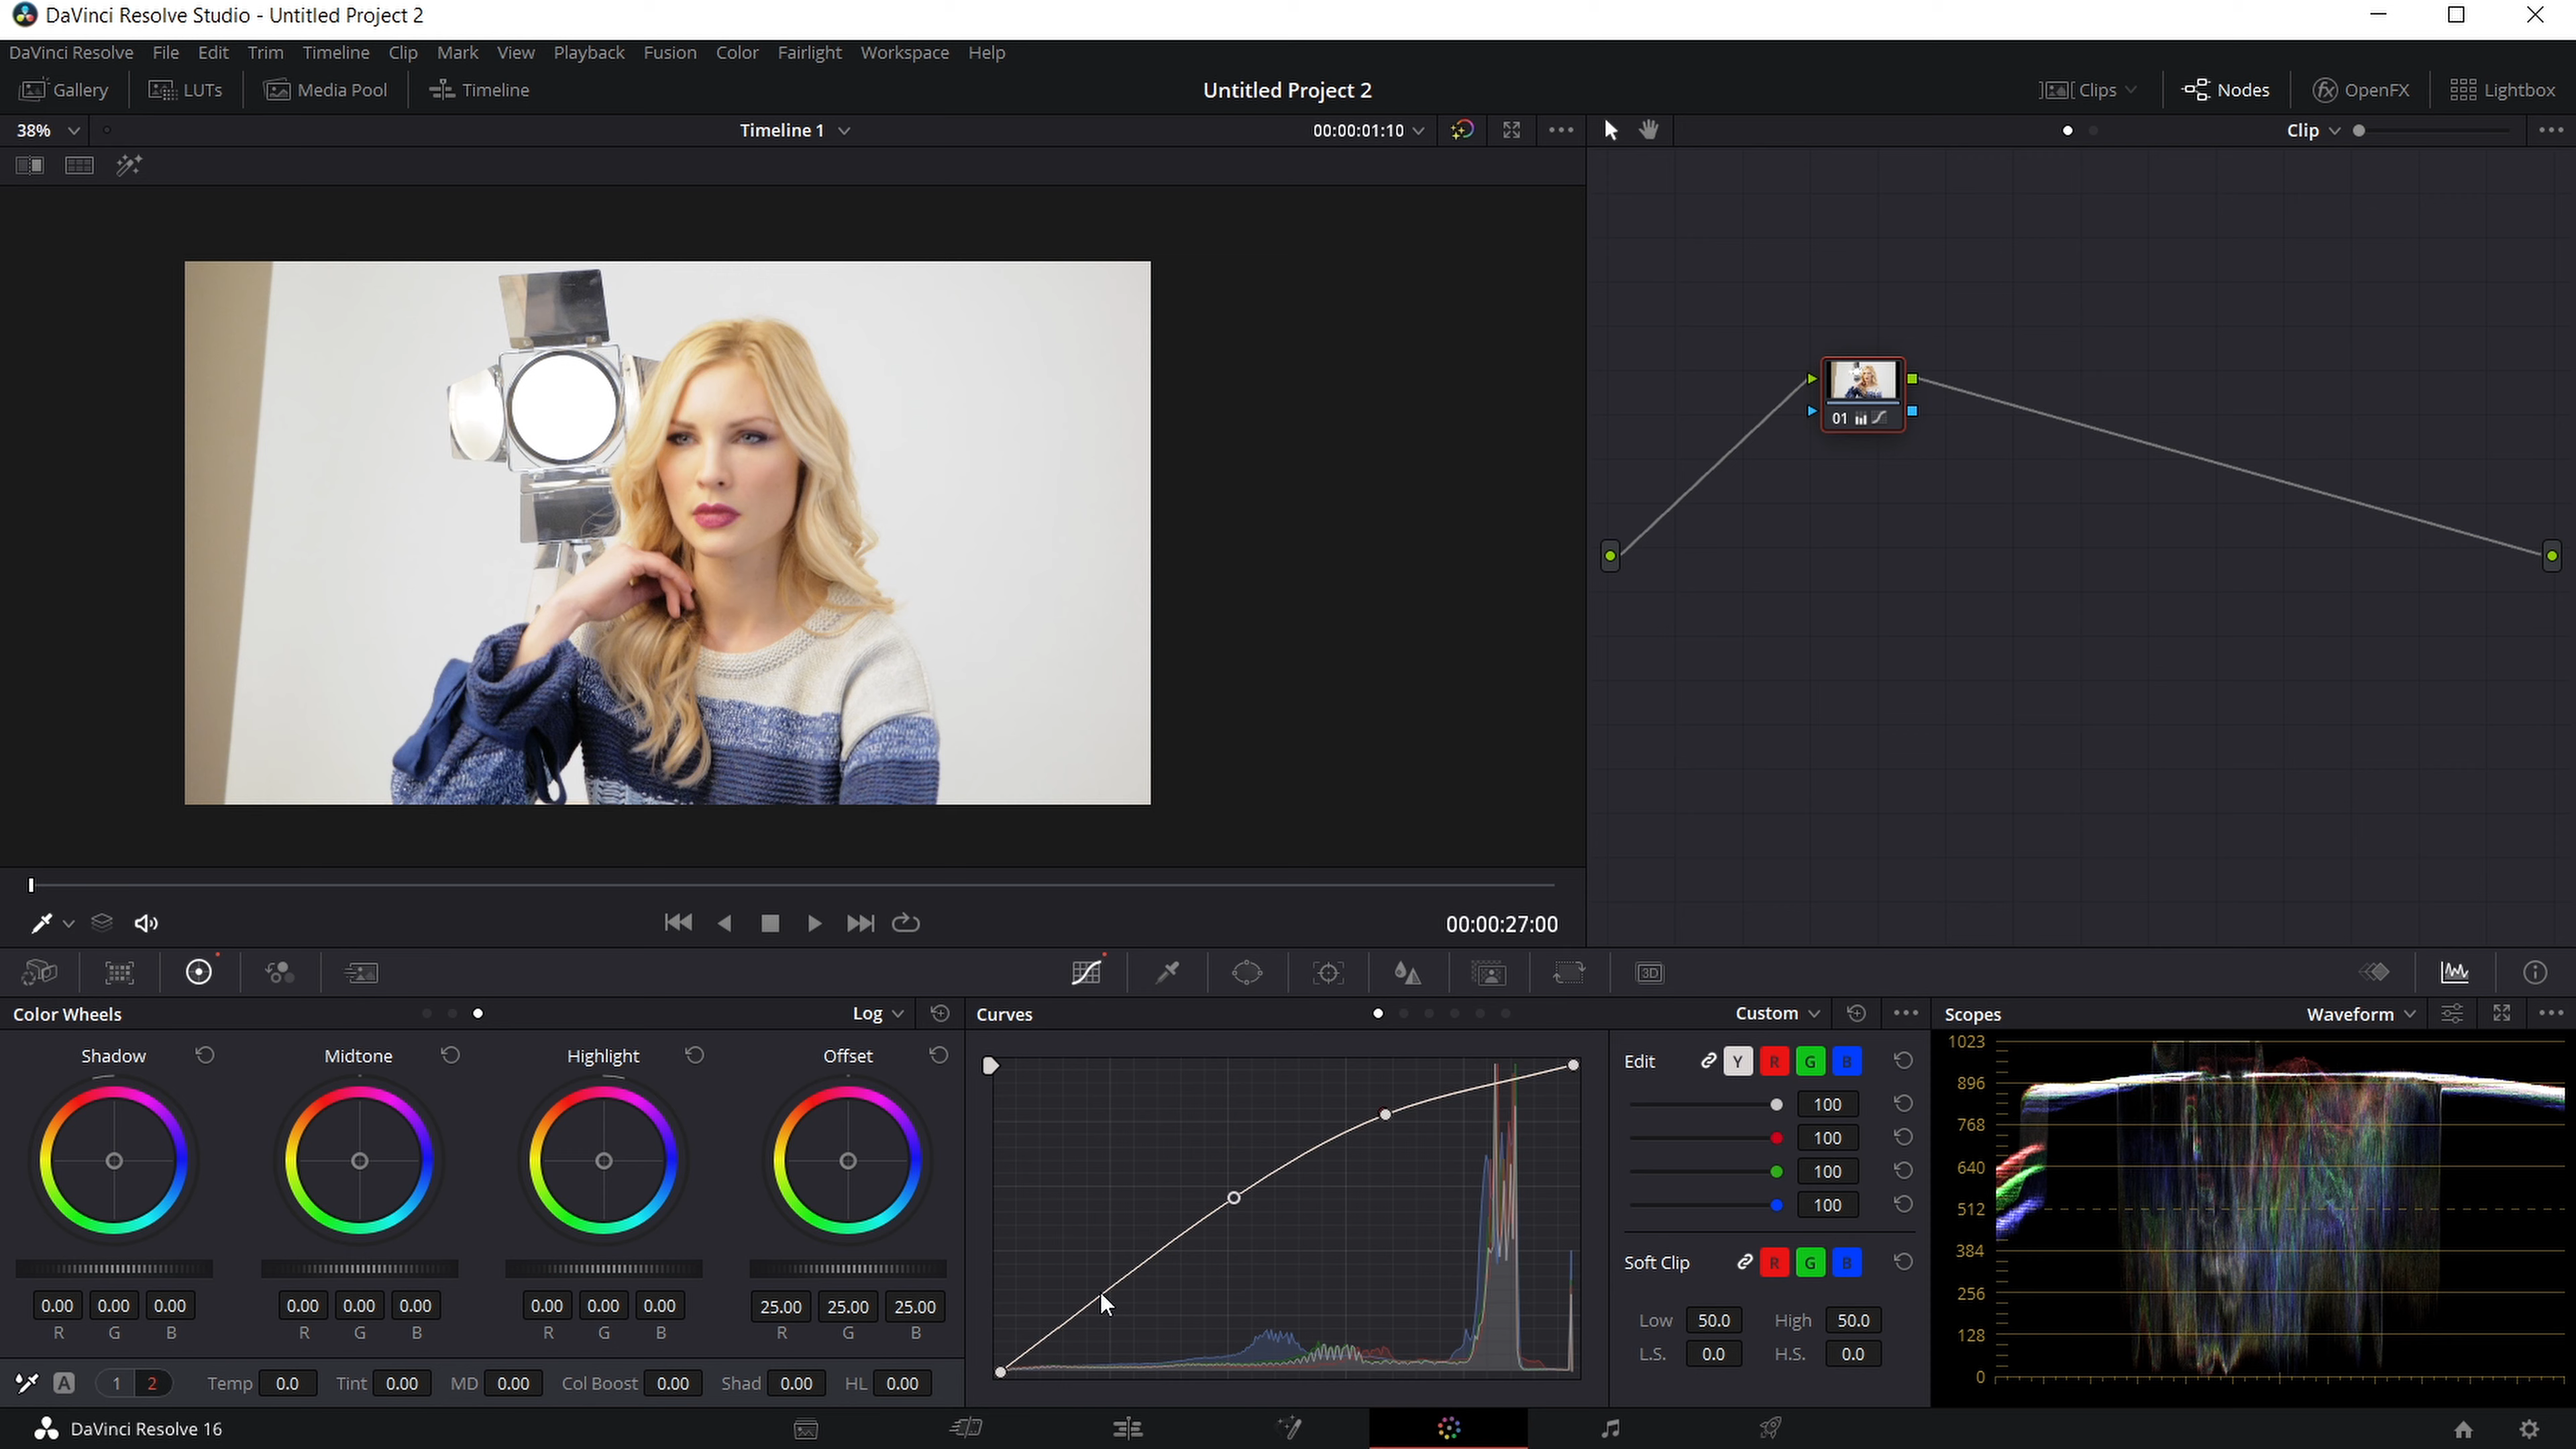 DaVinci Resolve Studio - Untitled Project 2
DaVinci Resolve File Edit Trim Timeline Clip Mark View Playback Fusion Color Fairlight Workspace Help
Gallery LUTs Media Pool Timeline Untitled Project 2 Clips Nodes OpenFX Lightbox
38% Timeline 1 00:00:01:10 Clip
01
00:00:27:00
3D
Color Wheels Log Curves Custom Scopes Waveform
Shadow Midtone Highlight Offset
Edit Y R G B
100
100
100
100
Soft Clip R G B
Low 50.0 High 50.0
L.S. 0.0 H.S. 0.0
1023
896
768
640
512
384
256
128
0
0.00 0.00 0.00 0.00 0.00 0.00 0.00 0.00 0.00 25.00 25.00 25.00
R G B R G B R G B R G B
A 1 2 Temp 0.0 Tint 0.00 MD 0.00 Col Boost 0.00 Shad 0.00 HL 0.00
DaVinci Resolve 16